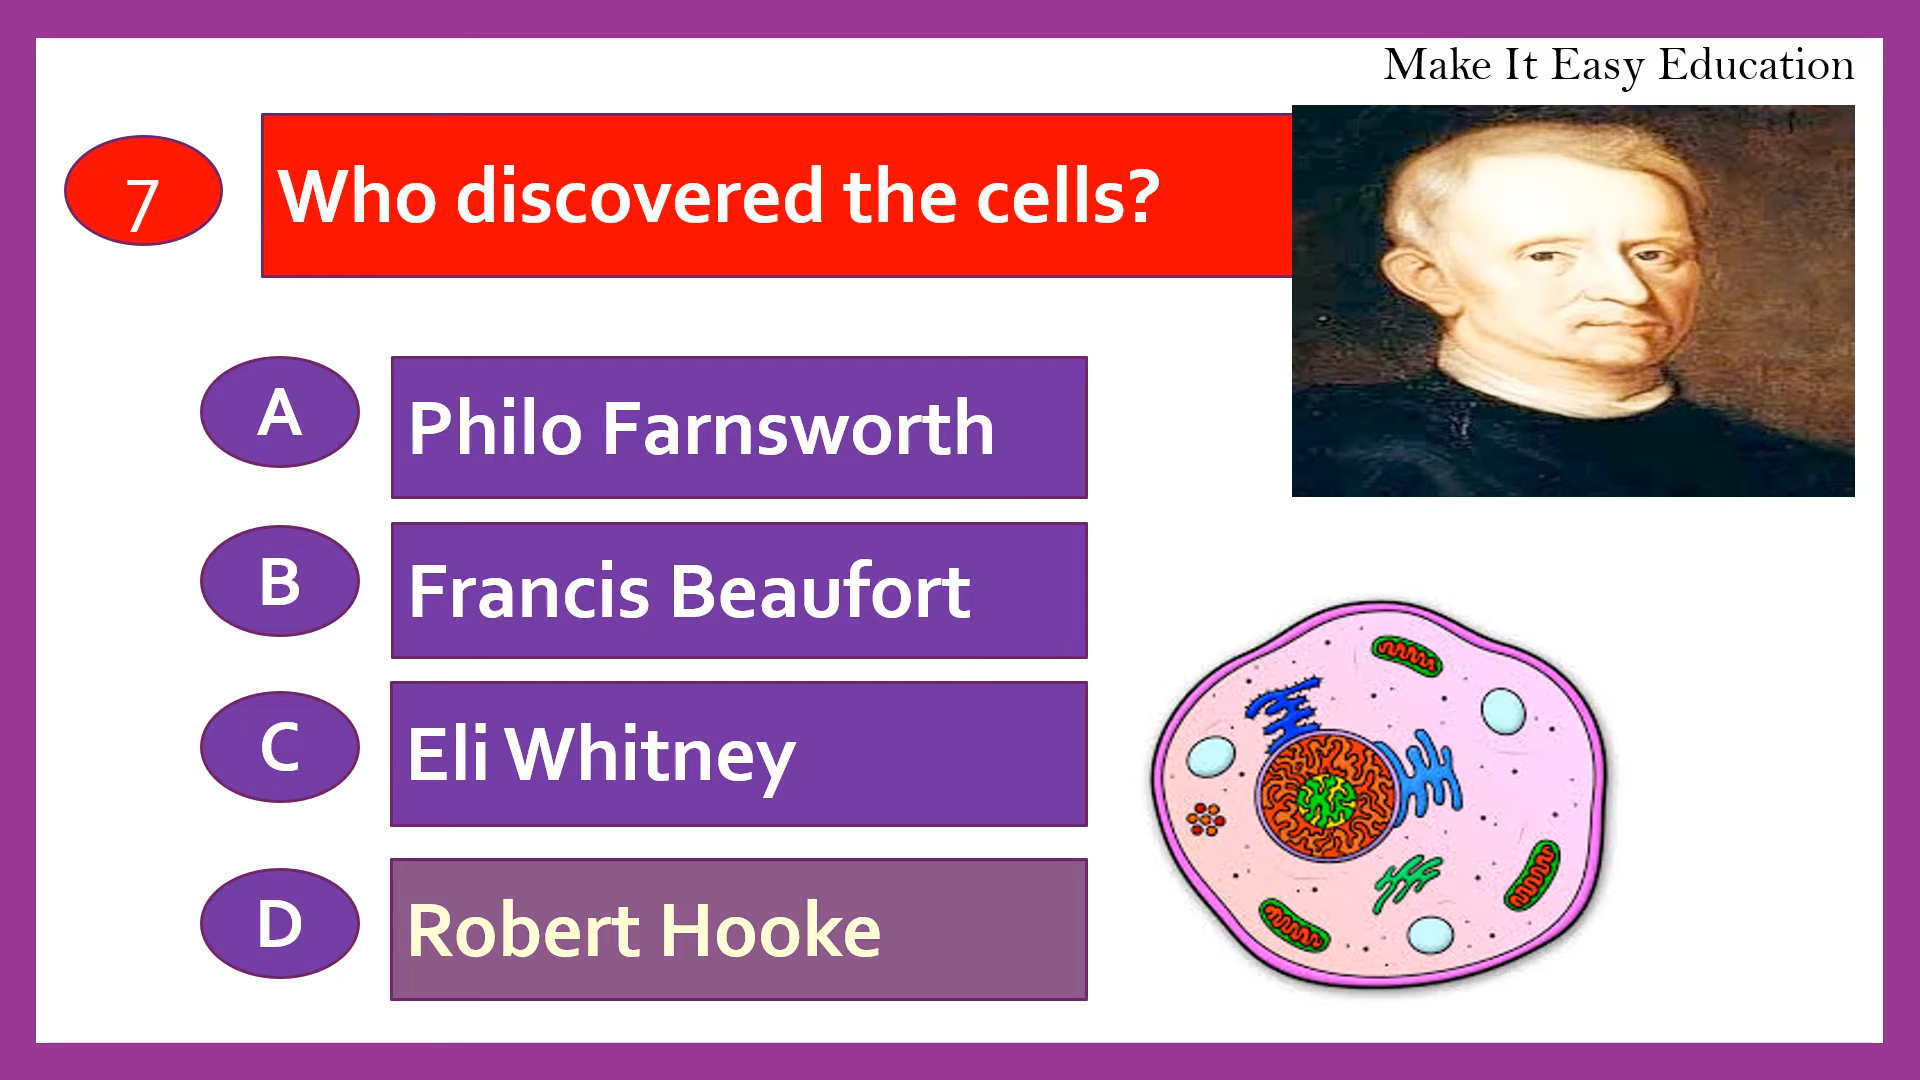 Make It Easy Education
7
Who discovered the cells?
A
Philo Farnsworth
B
Francis Beaufort
C
Eli Whitney
D
Robert Hooke